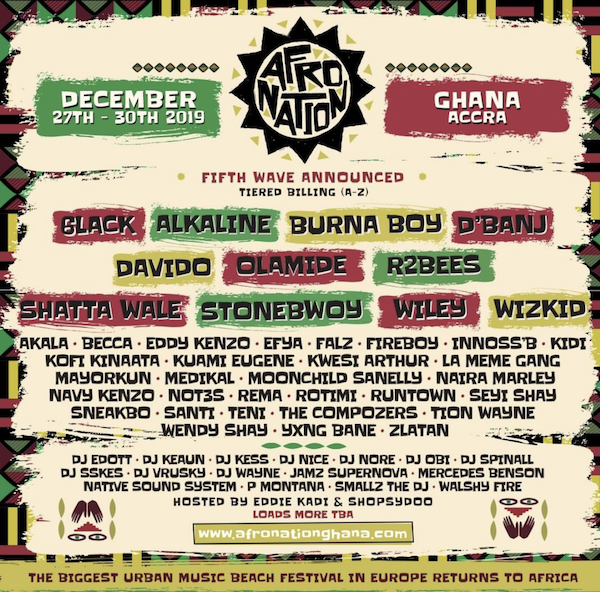 AFRO
NATION
DECEMBER
27TH - 30TH 2019
GHANA
ACCRA
FIFTH WAVE ANNOUNCED
TIERED BILLING (A-Z)
6LACK ALKALINE BURNA BOY D'BANJ
DAVIDO OLAMIDE R2BEES
SHATTA WALE STONEBWOY WILEY WIZKID
AKALA · BECCA · EDDY KENZO · EFYA · FALZ · FIREBOY · INNOSS'B · KIDI
KOFI KINAATA · KUAMI EUGENE · KWESI ARTHUR · LA MEME GANG
MAYORKUN · MEDIKAL · MOONCHILD SANELLY · NAIRA MARLEY
NAVY KENZO · NOT3S · REMA · ROTIMI · RUNTOWN · SEYI SHAY
SNEAKBO · SANTI · TENI · THE COMPOZERS · TION WAYNE
WENDY SHAY · YXNG BANE · ZLATAN
DJ EDOTT · DJ KEAUN · DJ KESS · DJ NICE · DJ NORE · DJ OBI · DJ SPINALL
DJ SSKES · DJ VRUSKY · DJ WAYNE · JAMZ SUPERNOVA · MERCEDES BENSON
NATIVE SOUND SYSTEM · P MONTANA · SMALLZ THE DJ · WALSHY FIRE
HOSTED BY EDDIE KADI & SHOPSYDOO
LOADS MORE TBA
www.afronationghana.com
THE BIGGEST URBAN MUSIC BEACH FESTIVAL IN EUROPE RETURNS TO AFRICA